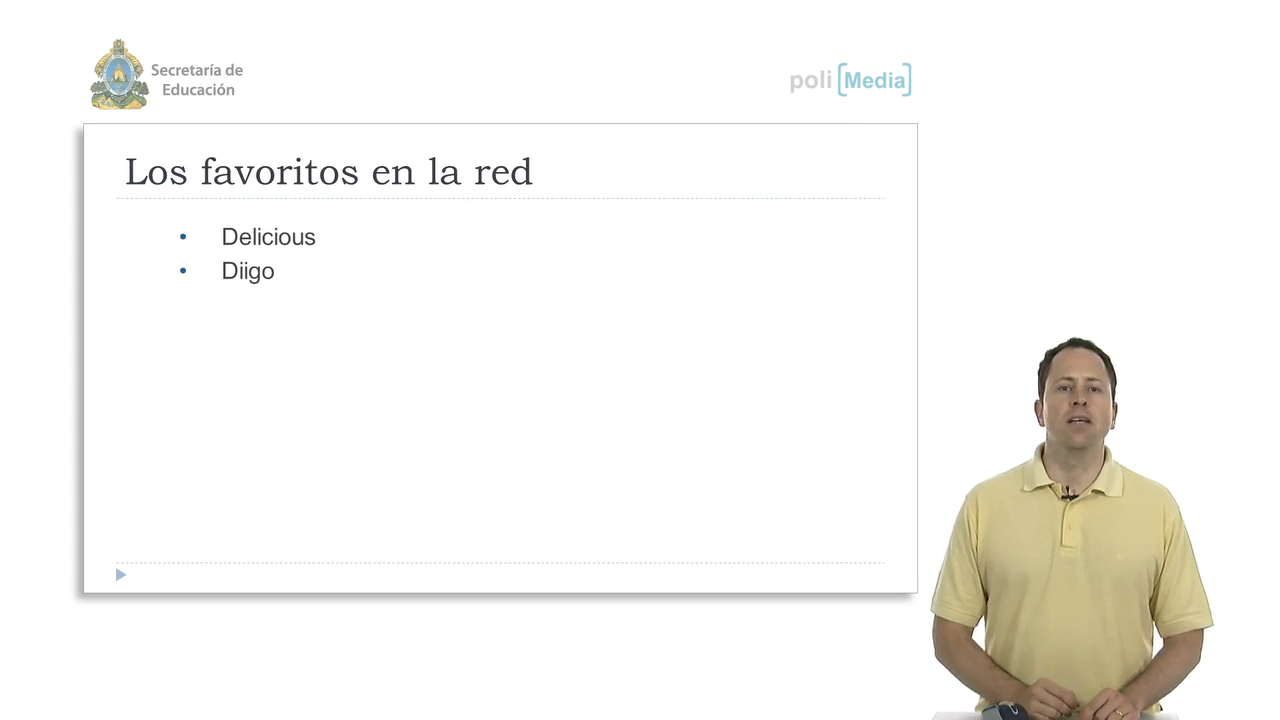 Secretaría de
Educación
poli [Media]
Los favoritos en la red
• Delicious
• Diigo